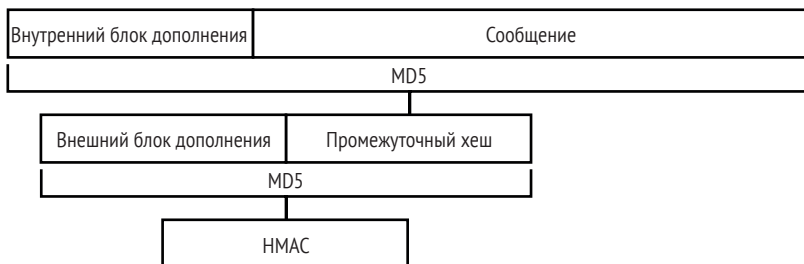 Внутренний блок дополнения Сообщение
MD5
Внешний блок дополнения Промежуточный хеш
MD5
HMAC